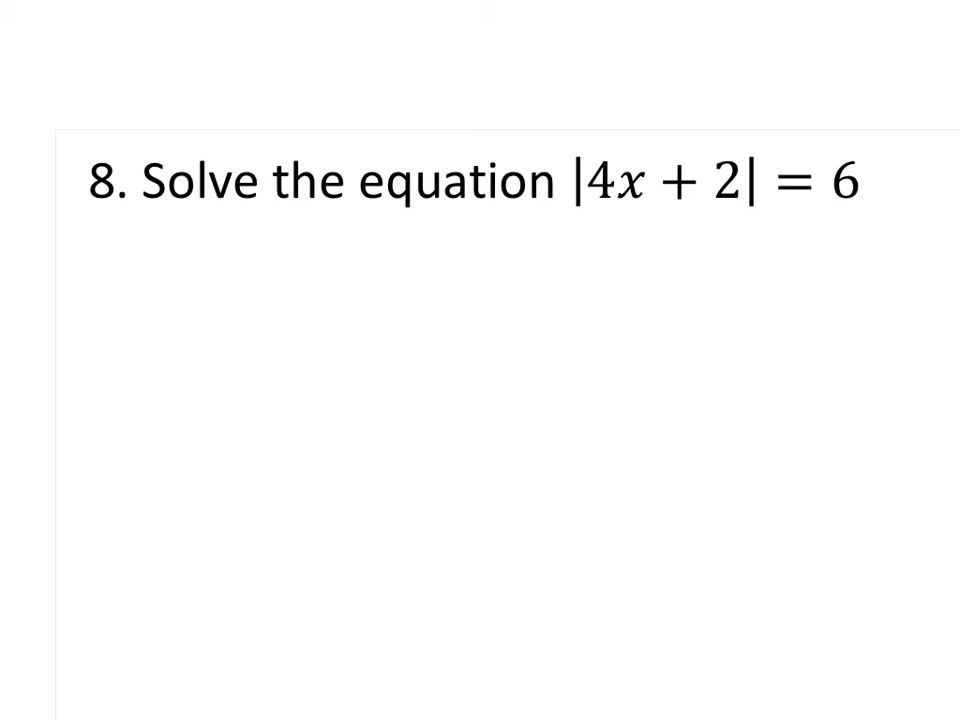 8. Solve the equation |4x + 2| = 6